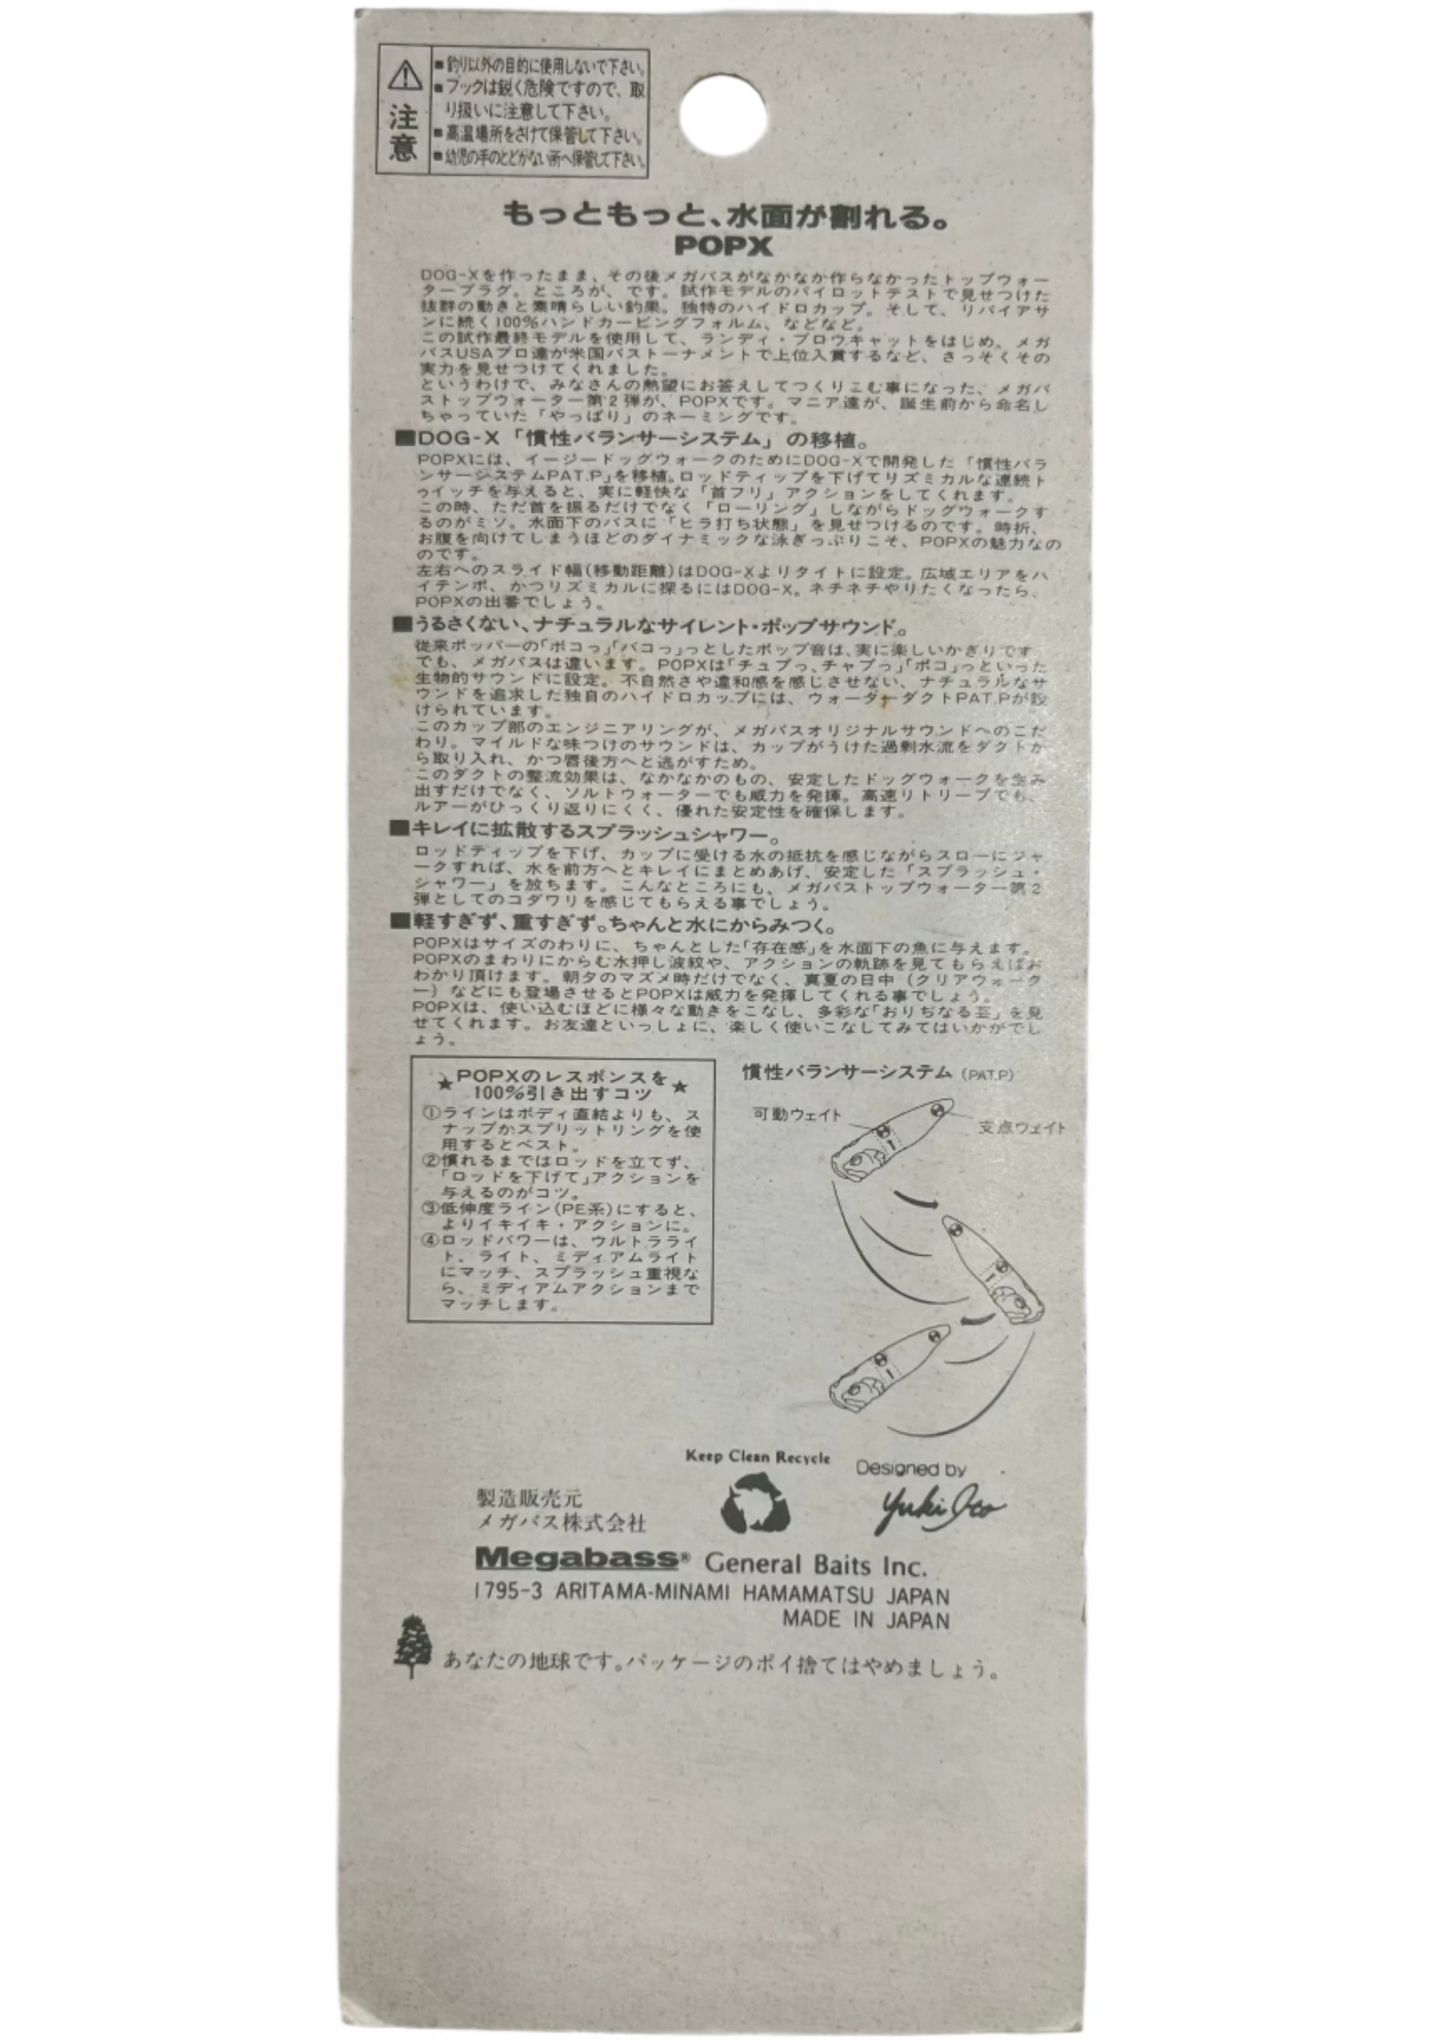 注意
■釣り以外の目的に使用しないで下さい。
■フックは鋭く危険ですので、取
り扱いに注意して下さい。
■高温場所をさけて保管して下さい。
■幼児の手のとどかない所へ保管して下さい。
もっともっと、水面が割れる。
POPX
DOG-Xを作ったまま、その後メガバスがなかなか作らなかったトップウォー
タープラグ。ところが、です。試作モデルのパイロットテストで見せつけた
抜群の動きと素晴らしい釣果。独特のハイドロカップ。そして、リバイアサ
ンに続く100%ハンドカービングフォルム、などなど。
この試作最終モデルを使用して、ランディ・ブロウキャットをはじめ、メガ
バスUSAプロ達が米国バストーナメントで上位入賞するなど、さっそくその
実力を見せつけてくれました。
というわけで、みなさんの熱望にお答えしてつくりこむ事になった、メガバ
ストップウォーター第2弾が、POPXです。マニア達が、誕生前から命名し
ちゃっていた「やっぱり」のネーミングです。
■DOG-X「慣性バランサーシステム」の移植。
POPXには、イージードッグウォークのためにDOG-Xで開発した「慣性バラ
ンサーシステムPAT.P」を移植。ロッドティップを下げてリズミカルな連続ト
ゥイッチを与えると、実に軽快な「首フリ」アクションをしてくれます。
この時、ただ首を振るだけでなく「ローリング」しながらドッグウォークす
るのがミソ。水面下のバスに「ヒラ打ち状態」を見せつけるのです。時折、
お腹を向けてしまうほどのダイナミックな泳ぎっぷりこそ、POPXの魅力なの
のです。
左右へのスライド幅(移動距離)はDOG-Xよりタイトに設定。広域エリアをハ
イテンポ、かつリズミカルに探るにはDOG-X。ネチネチやりたくなったら、
POPXの出番でしょう。
■うるさくない、ナチュラルなサイレント・ポップサウンド。
従来ポッパーの「ポコっ」「バコっ」っとしたポップ音は、実に楽しいかぎりです。
でも、メガバスは違います。POPXは「チュプっ、チャプっ」「ポコ」っといった
生物的サウンドに設定。不自然さや違和感を感じさせない、ナチュラルなサ
ウンドを追求した独自のハイドロカップには、ウォーターダクトPAT.Pが設
けられています。
このカップ部のエンジニアリングが、メガバスオリジナルサウンドへのこだ
わり。マイルドな味つけのサウンドは、カップがうけた過剰水流をダクトか
ら取り入れ、かつ唇後方へと逃がすため。
このダクトの整流効果は、なかなかのもの、安定したドッグウォークを生み
出すだけでなく、ソルトウォーターでも威力を発揮。高速リトリーブでも、
ルアーがひっくり返りにくく、優れた安定性を確保します。
■キレイに拡散するスプラッシュシャワー。
ロッドティップを下げ、カップに受ける水の抵抗を感じながらスローにジャ
ークすれば、水を前方へとキレイにまとめあげ、安定した「スプラッシュ・
シャワー」を放ちます。こんなところにも、メガバストップウォーター第2
弾としてのコダワリを感じてもらえる事でしょう。
■軽すぎず、重すぎず。ちゃんと水にからみつく。
POPXはサイズのわりに、ちゃんとした「存在感」を水面下の魚に与えます。
POPXのまわりにからむ水押し波紋や、アクションの軌跡を見てもらえばお
わかり頂けます。朝夕のマズメ時だけでなく、真夏の日中(クリアウォータ
ー)などにも登場させるとPOPXは威力を発揮してくれる事でしょう。
POPXは、使い込むほどに様々な動きをこなし、多彩な「おりぢなる芸」を見
せてくれます。お友達といっしょに、楽しく使いこなしてみてはいかがでし
ょう。
★POPXのレスポンスを★
100%引き出すコツ
①ラインはボディ直結よりも、ス
ナップかスプリットリングを使
用するとベスト。
②慣れるまではロッドを立てず、
「ロッドを下げて」アクションを
与えるのがコツ。
③低伸度ライン(PE系)にすると、
よりイキイキ・アクションに。
④ロッドパワーは、ウルトラライ
ト、ライト、ミディアムライト
にマッチ、スプラッシュ重視な
ら、ミディアムアクションまで
マッチします。
慣性バランサーシステム(PAT.P)
可動ウェイト
支点ウェイト
Keep Clean Recycle
Designed by
Yuki Ito
製造販売元
メガバス株式会社
Megabass® General Baits Inc.
1795-3 ARITAMA-MINAMI HAMAMATSU JAPAN
MADE IN JAPAN
あなたの地球です。パッケージのポイ捨てはやめましょう。